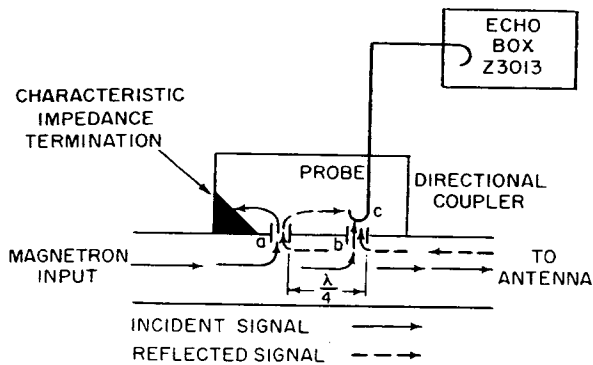 ECHO
BOX
Z3013
CHARACTERISTIC
IMPEDANCE
TERMINATION
PROBE
DIRECTIONAL
COUPLER
c
a
b
MAGNETRON
INPUT
TO
ANTENNA
λ
4
INCIDENT SIGNAL
REFLECTED SIGNAL